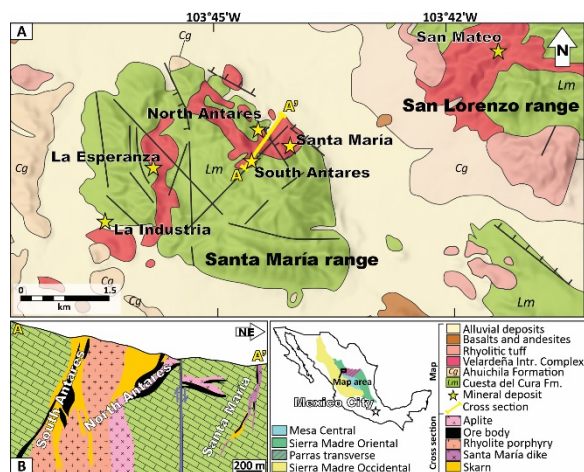 103°45'W
103°42'W
A
Cg
San Mateo
N
North Antares
A'
San Lorenzo range
Santa María
La Esperanza
Lm
South Antares
A
Cg
La Industria
Santa María range
0
1.5
km
Cg
Cg
Lm
A
NE
A'
South Antares
North Antares
Santa María
B
200 m
Map area
Mexico City
Mesa Central
Sierra Madre Oriental
Parras transverse
Sierra Madre Occidental
Map
Alluvial deposits
Basalts and andesites
Rhyolitic tuff
Velardeña Intr. Complex
Cg Ahuichila Formation
Lm Cuesta del Cura Fm.
Mineral deposit
Cross section
Cross section
Aplite
Ore body
Rhyolite porphyry
Santa María dike
Skarn